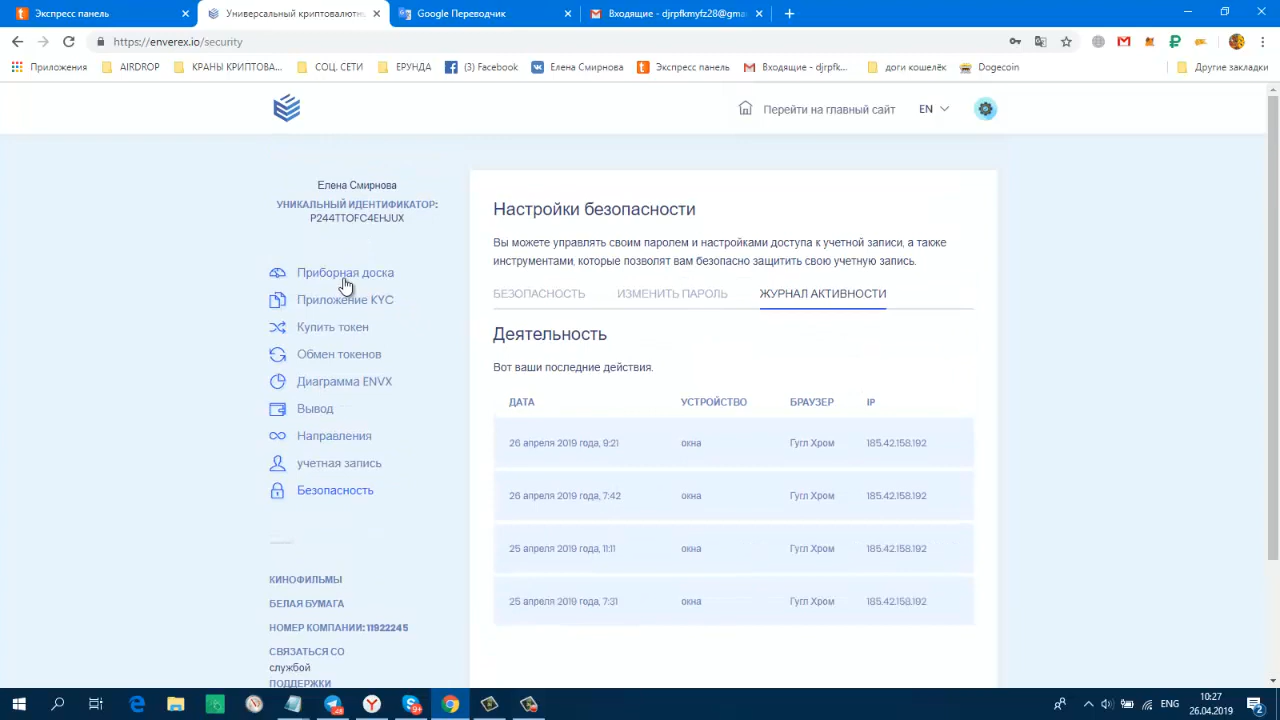 Экспресс панель
Универсальный криптовалютн
Google Переводчик
Входящие - djrpfkmyfz28@gma
https://enverex.io/security
Приложения
AIRDROP
КРАНЫ КРИПТОВА...
СОЦ. СЕТИ
ЕРУНДА
(3) Facebook
Елена Смирнова
Экспресс панель
Входящие - djrpfk...
доги кошелёк
Dogecoin
Другие закладки
Перейти на главный сайт
EN
Елена Смирнова
УНИКАЛЬНЫЙ ИДЕНТИФИКАТОР:
P244TTOFC4EHJUX
Приборная доска
Приложение KYC
Купить токен
Обмен токенов
Диаграмма ENVX
Вывод
Направления
учетная запись
Безопасность
КИНОФИЛЬМЫ
БЕЛАЯ БУМАГА
НОМЕР КОМПАНИИ: 11922245
СВЯЗАТЬСЯ СО
службой
ПОДДЕРЖКИ
Настройки безопасности
Вы можете управлять своим паролем и настройками доступа к учетной записи, а также
инструментами, которые позволят вам безопасно защитить свою учетную запись.
БЕЗОПАСНОСТЬ
ИЗМЕНИТЬ ПАРОЛЬ
ЖУРНАЛ АКТИВНОСТИ
Деятельность
Вот ваши последние действия.
ДАТА УСТРОЙСТВО БРАУЗЕР IP
26 апреля 2019 года, 9:21 окна Гугл Хром 185.42.158.192
26 апреля 2019 года, 7:42 окна Гугл Хром 185.42.158.192
25 апреля 2019 года, 11:11 окна Гугл Хром 185.42.158.192
25 апреля 2019 года, 7:31 окна Гугл Хром 185.42.158.192
ENG
10:27
26.04.2019